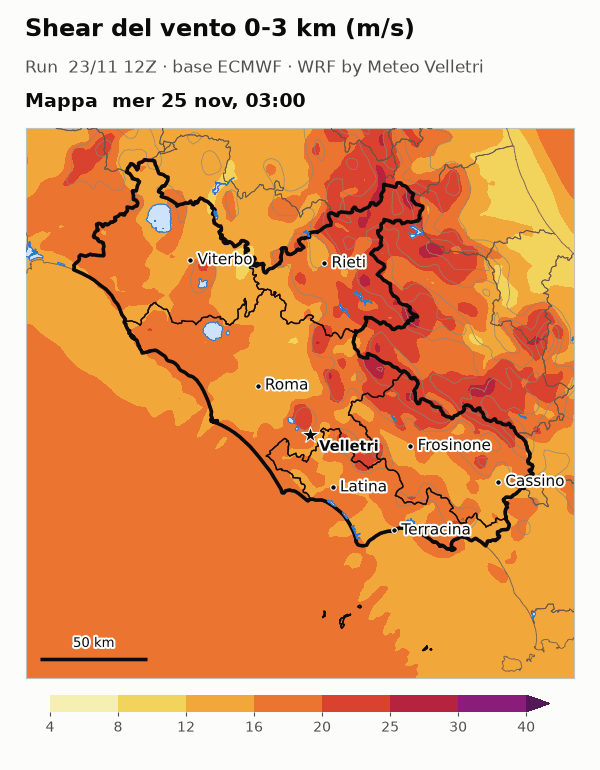 Shear del vento 0-3 km (m/s)
Run  23/11 12Z · base ECMWF · WRF by Meteo Velletri
Mappa  mer 25 nov, 03:00
Viterbo
Rieti
Roma
Velletri
Frosinone
Latina
Cassino
Terracina
50 km
4 8 12 16 20 25 30 40